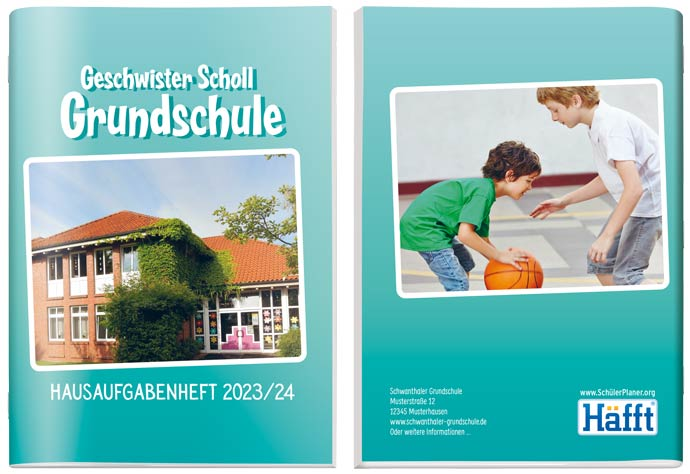 Geschwister Scholl
Grundschule
HAUSAUFGABENHEFT 2023/24
Schwanthaler Grundschule
Musterstraße 12
12345 Musterhausen
www.schwanthaler-grundschule.de
Oder weitere Informationen ...
www.SchülerPlaner.org
Häfft